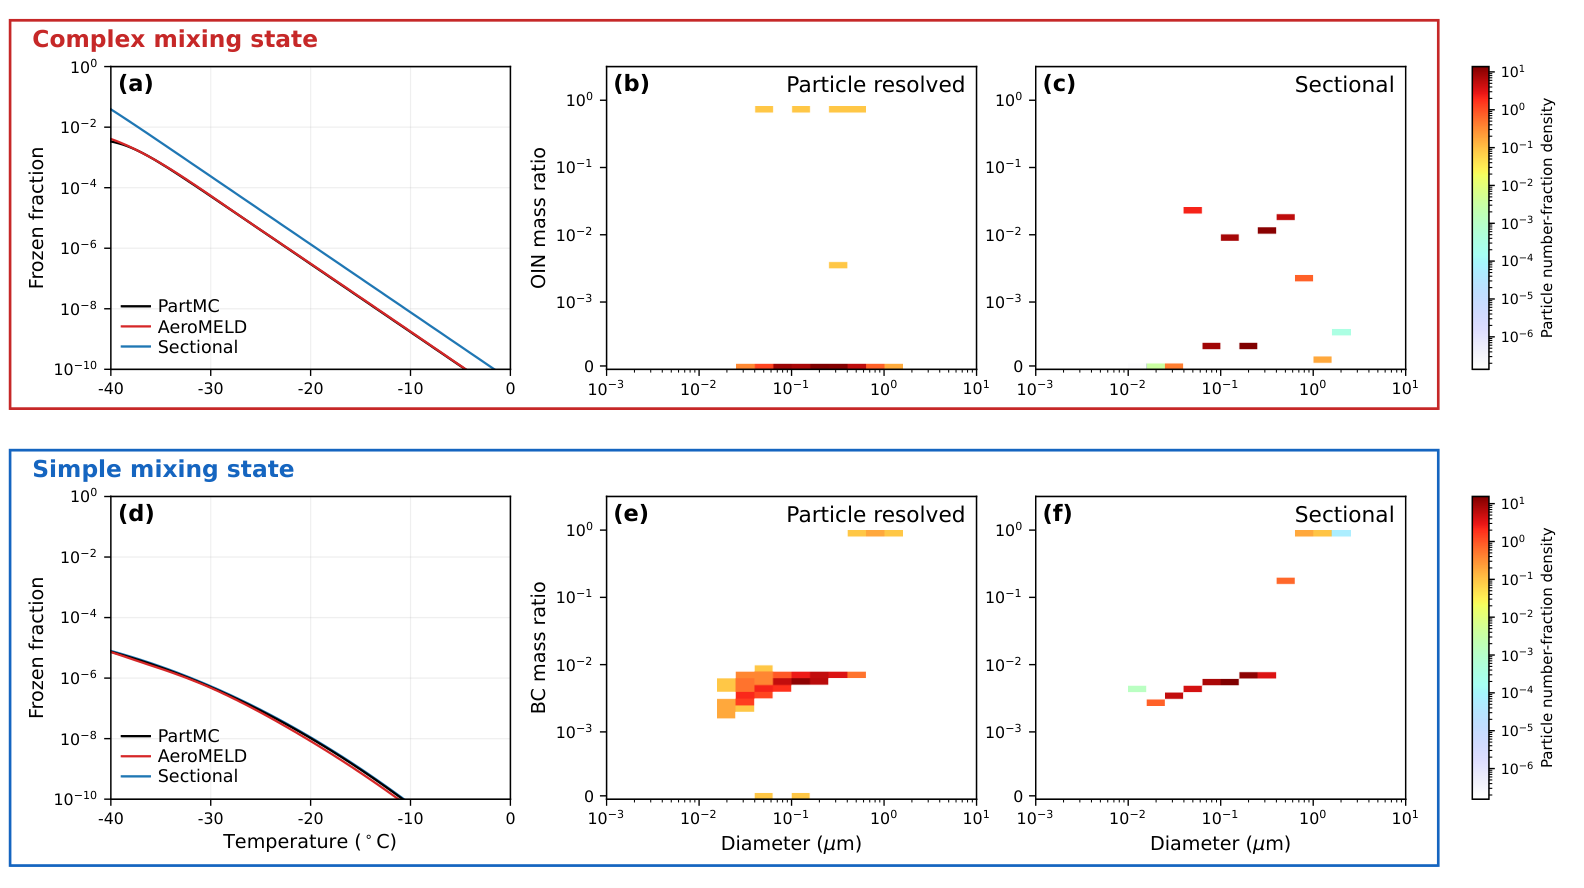 Complex mixing state
(a)
10^0
10^-2
10^-4
10^-6
10^-8
10^-10
Frozen fraction
PartMC
AeroMELD
Sectional
-40 -30 -20 -10 0
(b) Particle resolved
10^0
10^-1
10^-2
10^-3
0
OIN mass ratio
10^-3 10^-2 10^-1 10^0 10^1
(c) Sectional
10^0
10^-1
10^-2
10^-3
0
10^-3 10^-2 10^-1 10^0 10^1
10^1
10^0
10^-1
10^-2
10^-3
10^-4
10^-5
10^-6
Particle number-fraction density
Simple mixing state
(d)
10^0
10^-2
10^-4
10^-6
10^-8
10^-10
Frozen fraction
PartMC
AeroMELD
Sectional
-40 -30 -20 -10 0
Temperature (°C)
(e) Particle resolved
10^0
10^-1
10^-2
10^-3
0
BC mass ratio
10^-3 10^-2 10^-1 10^0 10^1
Diameter (μm)
(f) Sectional
10^0
10^-1
10^-2
10^-3
0
10^-3 10^-2 10^-1 10^0 10^1
Diameter (μm)
10^1
10^0
10^-1
10^-2
10^-3
10^-4
10^-5
10^-6
Particle number-fraction density